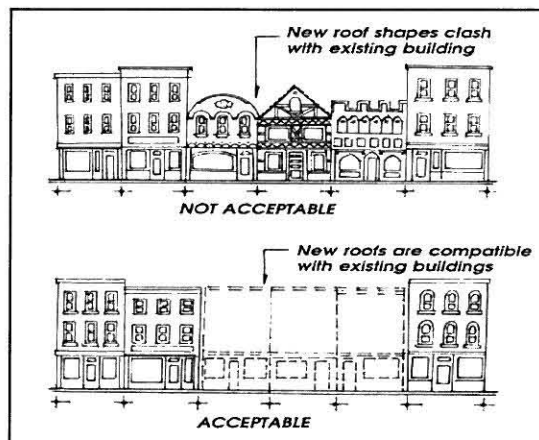 New roof shapes clash
with existing building
NOT ACCEPTABLE
New roofs are compatible
with existing buildings
ACCEPTABLE